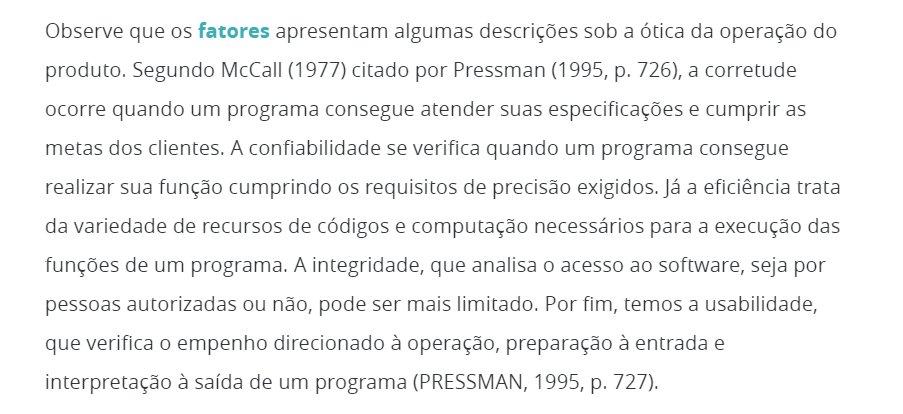 Observe que os fatores apresentam algumas descrições sob a ótica da operação do
produto. Segundo McCall (1977) citado por Pressman (1995, p. 726), a corretude
ocorre quando um programa consegue atender suas especificações e cumprir as
metas dos clientes. A confiabilidade se verifica quando um programa consegue
realizar sua função cumprindo os requisitos de precisão exigidos. Já a eficiência trata
da variedade de recursos de códigos e computação necessários para a execução das
funções de um programa. A integridade, que analisa o acesso ao software, seja por
pessoas autorizadas ou não, pode ser mais limitado. Por fim, temos a usabilidade,
que verifica o empenho direcionado à operação, preparação à entrada e
interpretação à saída de um programa (PRESSMAN, 1995, p. 727).